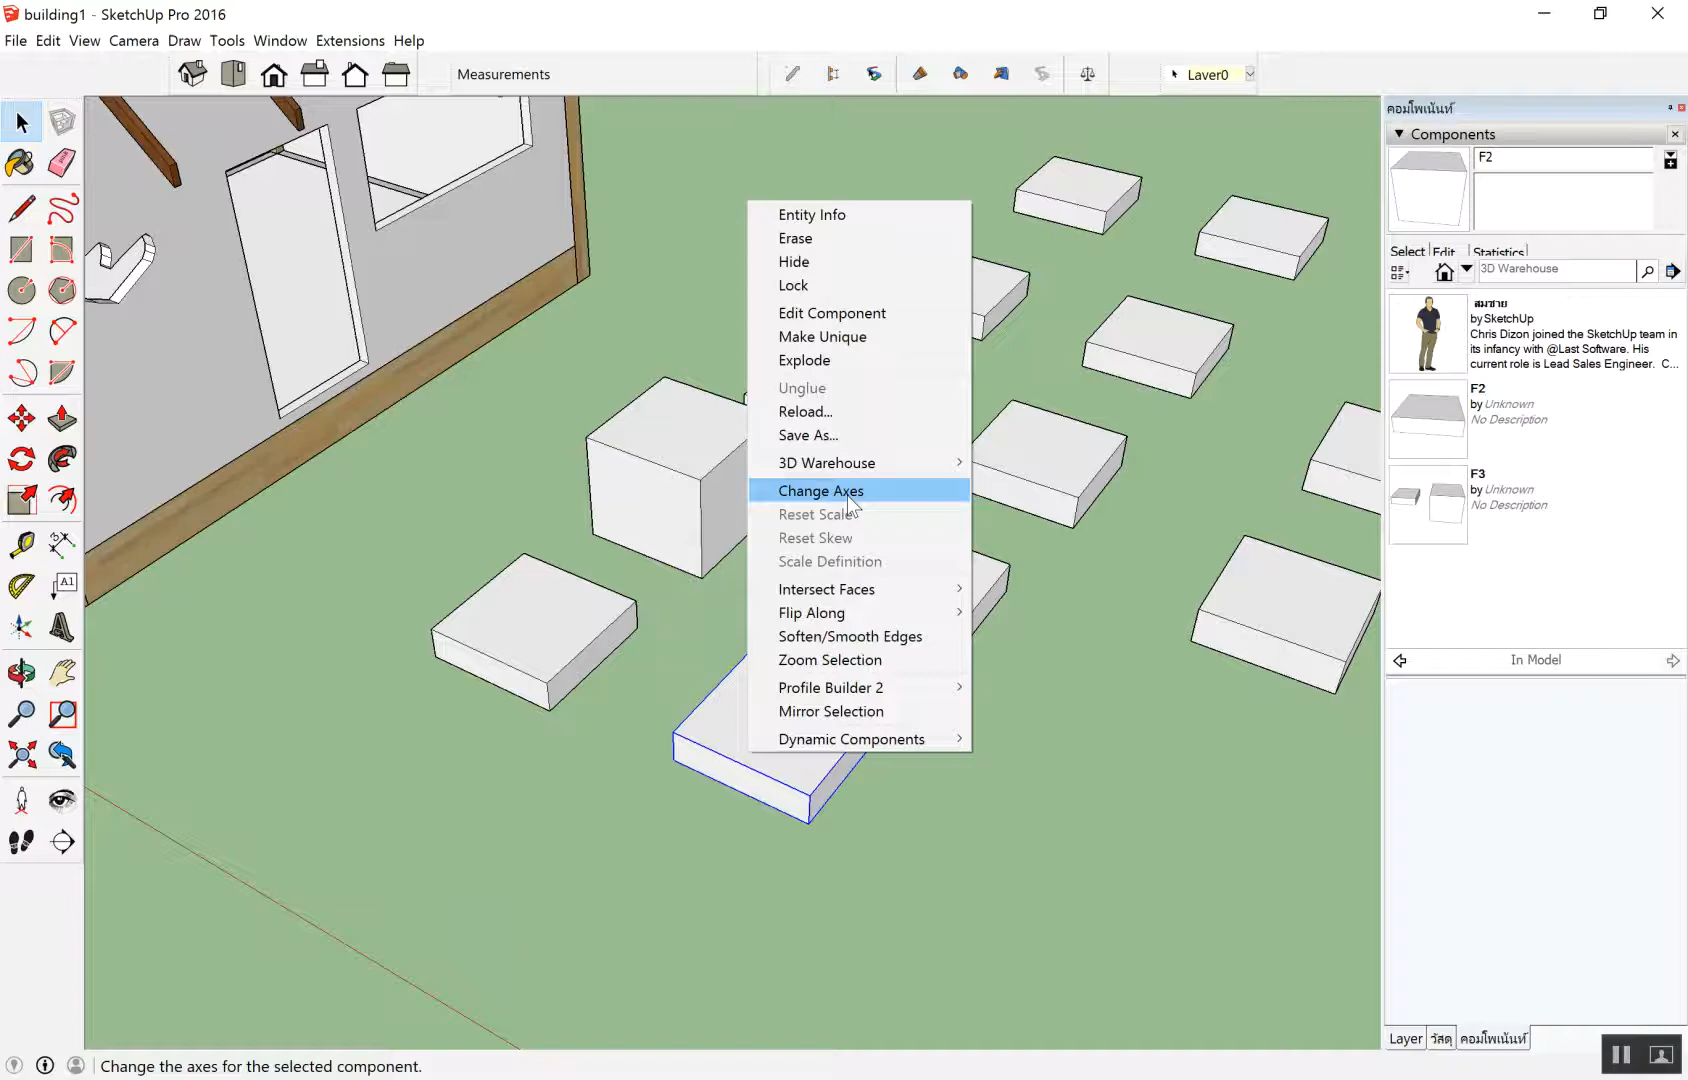 building1 - SketchUp Pro 2016
File Edit View Camera Draw Tools Window Extensions Help
Measurements
Layer0
คอมโพเน้นท์
Components
F2
Select Edit Statistics
3D Warehouse
สมชาย
by SketchUp
Chris Dizon joined the SketchUp team in
its infancy with @Last Software. His
current role is Lead Sales Engineer. C...
F2
by Unknown
No Description
F3
by Unknown
No Description
In Model
Entity Info
Erase
Hide
Lock
Edit Component
Make Unique
Explode
Unglue
Reload...
Save As...
3D Warehouse
Change Axes
Reset Scale
Reset Skew
Scale Definition
Intersect Faces
Flip Along
Soften/Smooth Edges
Zoom Selection
Profile Builder 2
Mirror Selection
Dynamic Components
A1
Layer วัสดุ คอมโพเน้นท์
Change the axes for the selected component.